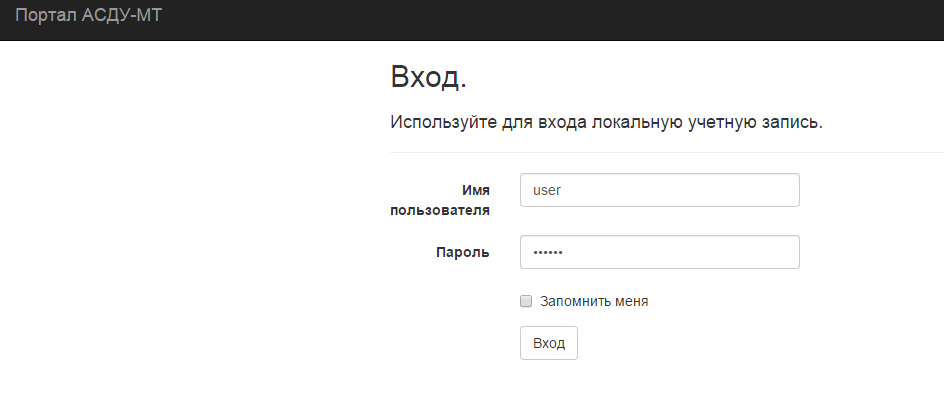 Портал АСДУ-МТ
Вход.
Используйте для входа локальную учетную запись.
Имя
пользователя
user
Пароль
••••••
Запомнить меня
Вход